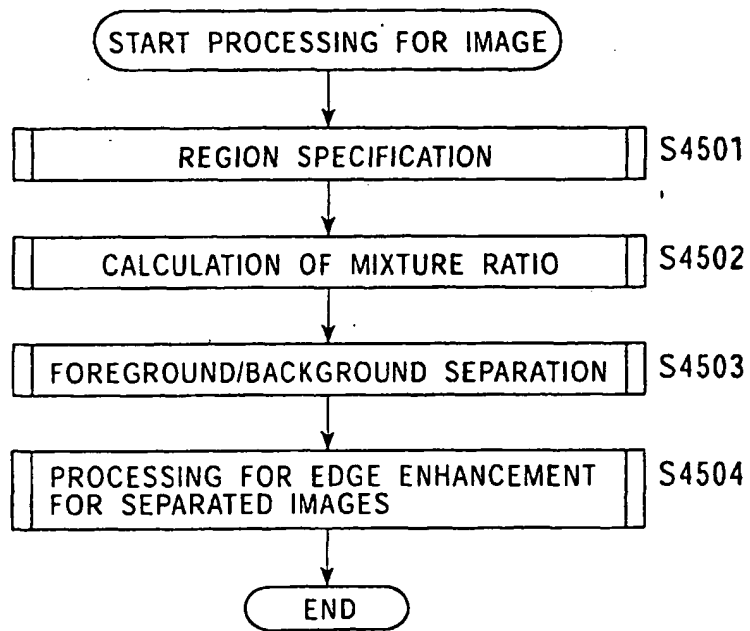 START PROCESSING FOR IMAGE
REGION SPECIFICATION
S4501
CALCULATION OF MIXTURE RATIO
S4502
FOREGROUND/BACKGROUND SEPARATION
S4503
PROCESSING FOR EDGE ENHANCEMENT
FOR SEPARATED IMAGES
S4504
END